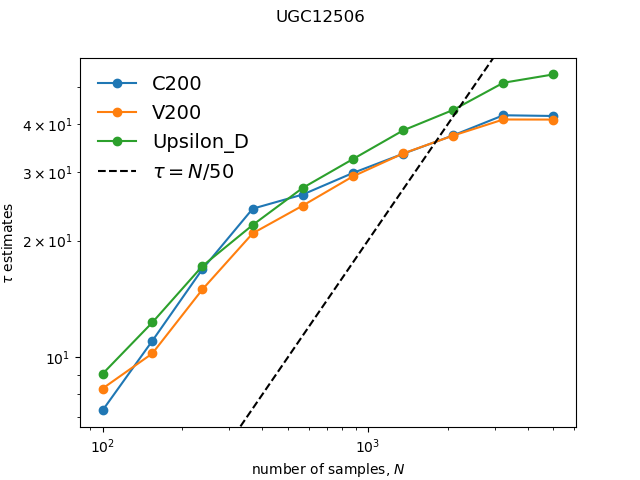 UGC12506
C200
V200
Upsilon_D
τ = N/50
4 × 10¹
3 × 10¹
2 × 10¹
10¹
τ estimates
10² 10³
number of samples, N